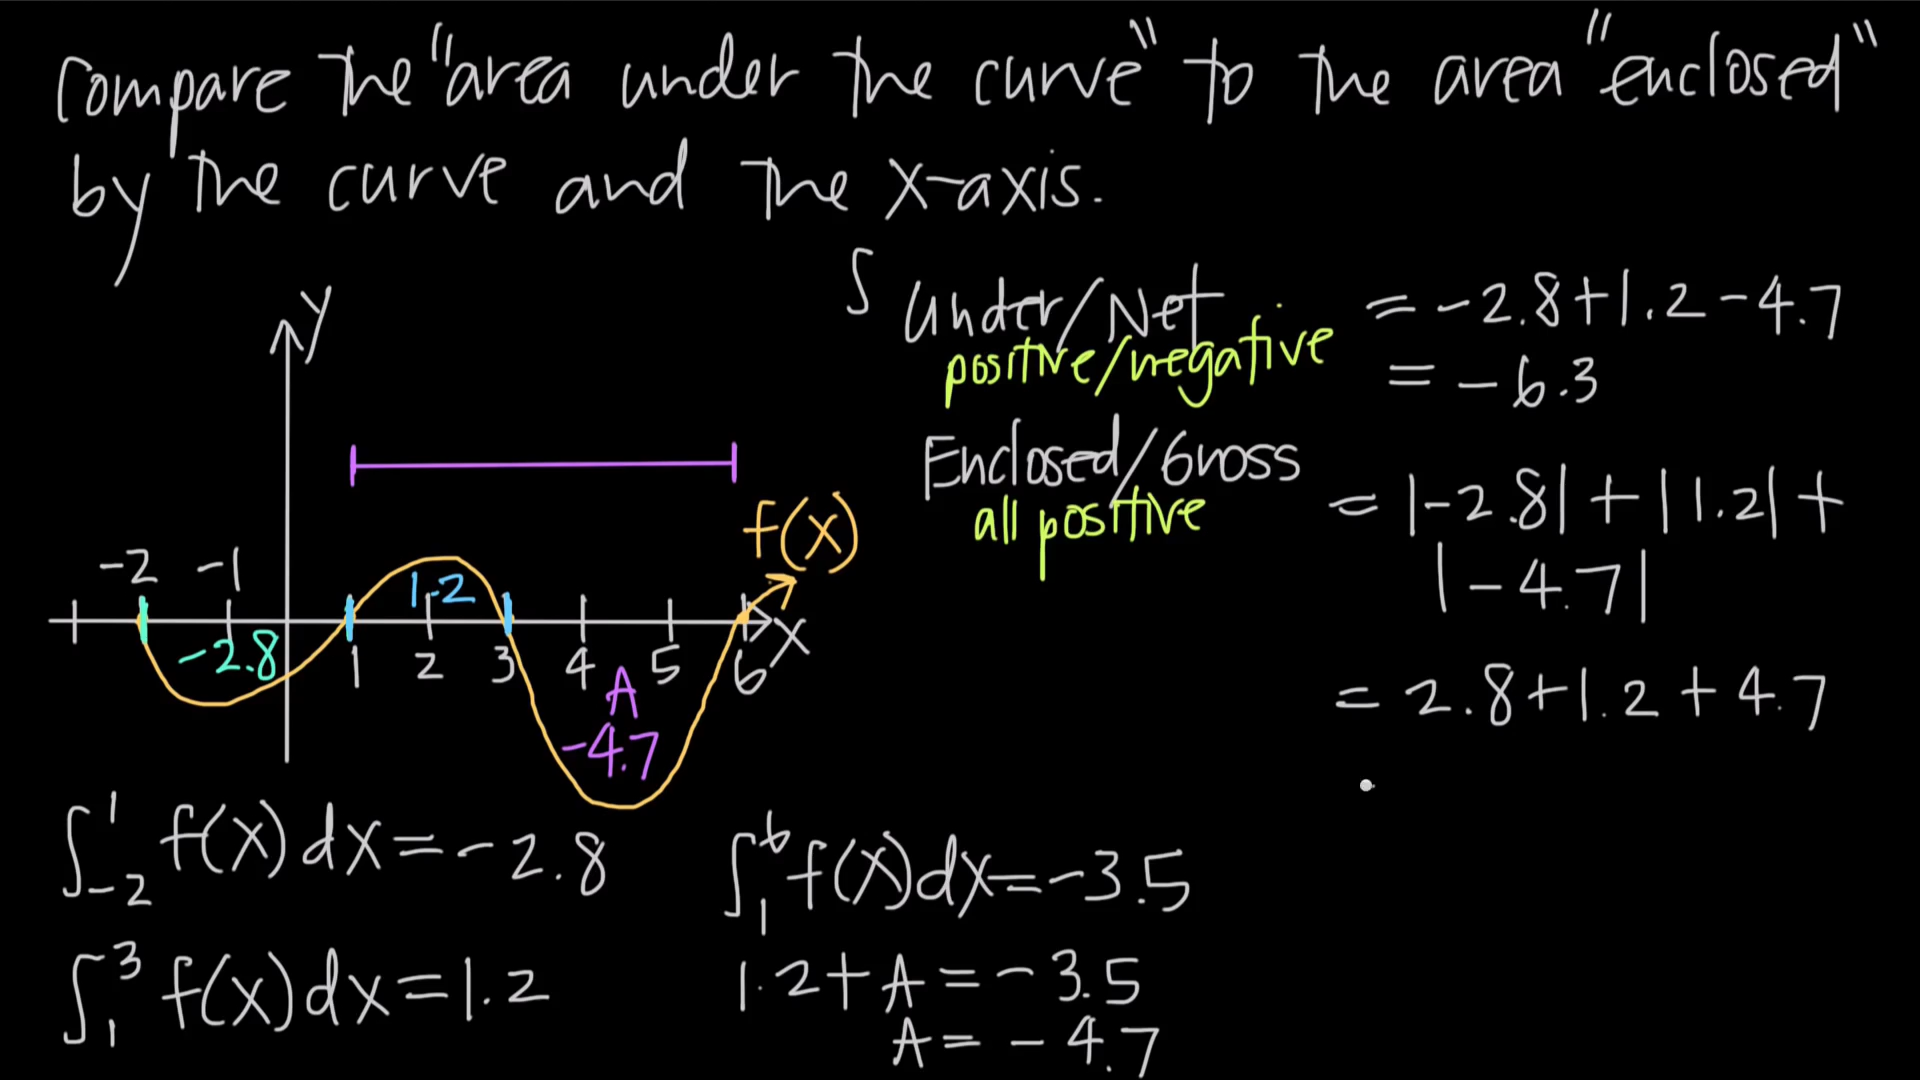 Compare the "area under the curve" to the area "enclosed"
by the curve and the x-axis.
∫ Under/Net = -2.8+1.2-4.7
positive/negative
= -6.3
Enclosed/Gross
all positive
= |-2.8| + |1.2| +
|-4.7|
= 2.8+1.2+4.7
y
f(x)
-2 -1
1.2
-2.8
1 2 3 4 5 6 x
A
-4.7
∫₋₂¹ f(x)dx = -2.8
∫₁³ f(x)dx = 1.2
∫₁⁶ f(x)dx = -3.5
1.2+A = -3.5
A = -4.7